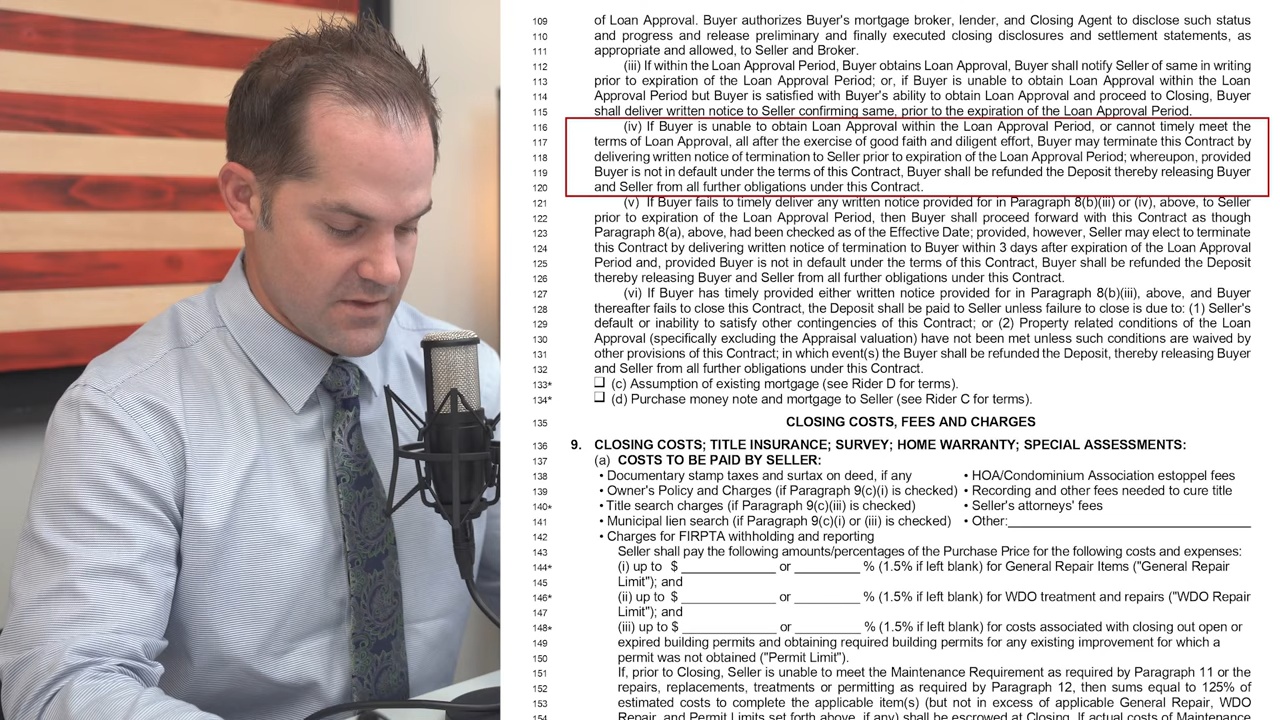 109 of Loan Approval. Buyer authorizes Buyer's mortgage broker, lender, and Closing Agent to disclose such status
110 and progress and release preliminary and finally executed closing disclosures and settlement statements, as
111 appropriate and allowed, to Seller and Broker.
112 (iii) If within the Loan Approval Period, Buyer obtains Loan Approval, Buyer shall notify Seller of same in writing
113 prior to expiration of the Loan Approval Period; or, if Buyer is unable to obtain Loan Approval within the Loan
114 Approval Period but Buyer is satisfied with Buyer's ability to obtain Loan Approval and proceed to Closing, Buyer
115 shall deliver written notice to Seller confirming same, prior to the expiration of the Loan Approval Period.
116 (iv) If Buyer is unable to obtain Loan Approval within the Loan Approval Period, or cannot timely meet the
117 terms of Loan Approval, all after the exercise of good faith and diligent effort, Buyer may terminate this Contract by
118 delivering written notice of termination to Seller prior to expiration of the Loan Approval Period; whereupon, provided
119 Buyer is not in default under the terms of this Contract, Buyer shall be refunded the Deposit thereby releasing Buyer
120 and Seller from all further obligations under this Contract.
121 (v) If Buyer fails to timely deliver any written notice provided for in Paragraph 8(b)(iii) or (iv), above, to Seller
122 prior to expiration of the Loan Approval Period, then Buyer shall proceed forward with this Contract as though
123 Paragraph 8(a), above, had been checked as of the Effective Date; provided, however, Seller may elect to terminate
124 this Contract by delivering written notice of termination to Buyer within 3 days after expiration of the Loan Approval
125 Period and, provided Buyer is not in default under the terms of this Contract, Buyer shall be refunded the Deposit
126 thereby releasing Buyer and Seller from all further obligations under this Contract.
127 (vi) If Buyer has timely provided either written notice provided for in Paragraph 8(b)(iii), above, and Buyer
128 thereafter fails to close this Contract, the Deposit shall be paid to Seller unless failure to close is due to: (1) Seller's
129 default or inability to satisfy other contingencies of this Contract; or (2) Property related conditions of the Loan
130 Approval (specifically excluding the Appraisal valuation) have not been met unless such conditions are waived by
131 other provisions of this Contract; in which event(s) the Buyer shall be refunded the Deposit, thereby releasing Buyer
132 and Seller from all further obligations under this Contract.
133* ☐ (c) Assumption of existing mortgage (see Rider D for terms).
134* ☐ (d) Purchase money note and mortgage to Seller (see Rider C for terms).
135 CLOSING COSTS, FEES AND CHARGES
136 9. CLOSING COSTS; TITLE INSURANCE; SURVEY; HOME WARRANTY; SPECIAL ASSESSMENTS:
137 (a) COSTS TO BE PAID BY SELLER:
138 • Documentary stamp taxes and surtax on deed, if any • HOA/Condominium Association estoppel fees
139 • Owner's Policy and Charges (if Paragraph 9(c)(i) is checked) • Recording and other fees needed to cure title
140* • Title search charges (if Paragraph 9(c)(iii) is checked) • Seller's attorneys' fees
141 • Municipal lien search (if Paragraph 9(c)(i) or (iii) is checked) • Other:
142 • Charges for FIRPTA withholding and reporting
143 Seller shall pay the following amounts/percentages of the Purchase Price for the following costs and expenses:
144* (i) up to $ ____________ or ________ % (1.5% if left blank) for General Repair Items ("General Repair
145 Limit"); and
146* (ii) up to $ ____________ or ________ % (1.5% if left blank) for WDO treatment and repairs ("WDO Repair
147 Limit"); and
148* (iii) up to $ ____________ or ________ % (1.5% if left blank) for costs associated with closing out open or
149 expired building permits and obtaining required building permits for any existing improvement for which a
150 permit was not obtained ("Permit Limit").
151 If, prior to Closing, Seller is unable to meet the Maintenance Requirement as required by Paragraph 11 or the
152 repairs, replacements, treatments or permitting as required by Paragraph 12, then sums equal to 125% of
153 estimated costs to complete the applicable item(s) (but not in excess of applicable General Repair, WDO
154 Repair, and Permit Limits set forth above, if any) shall be escrowed at Closing. If actual costs of Maintenance